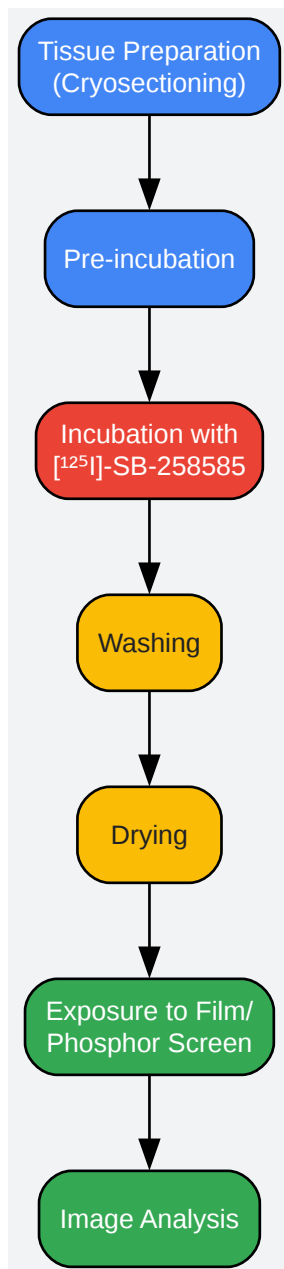 Tissue Preparation
(Cryosectioning)
Pre-incubation
Incubation with
[¹²⁵I]-SB-258585
Washing
Drying
Exposure to Film/
Phosphor Screen
Image Analysis